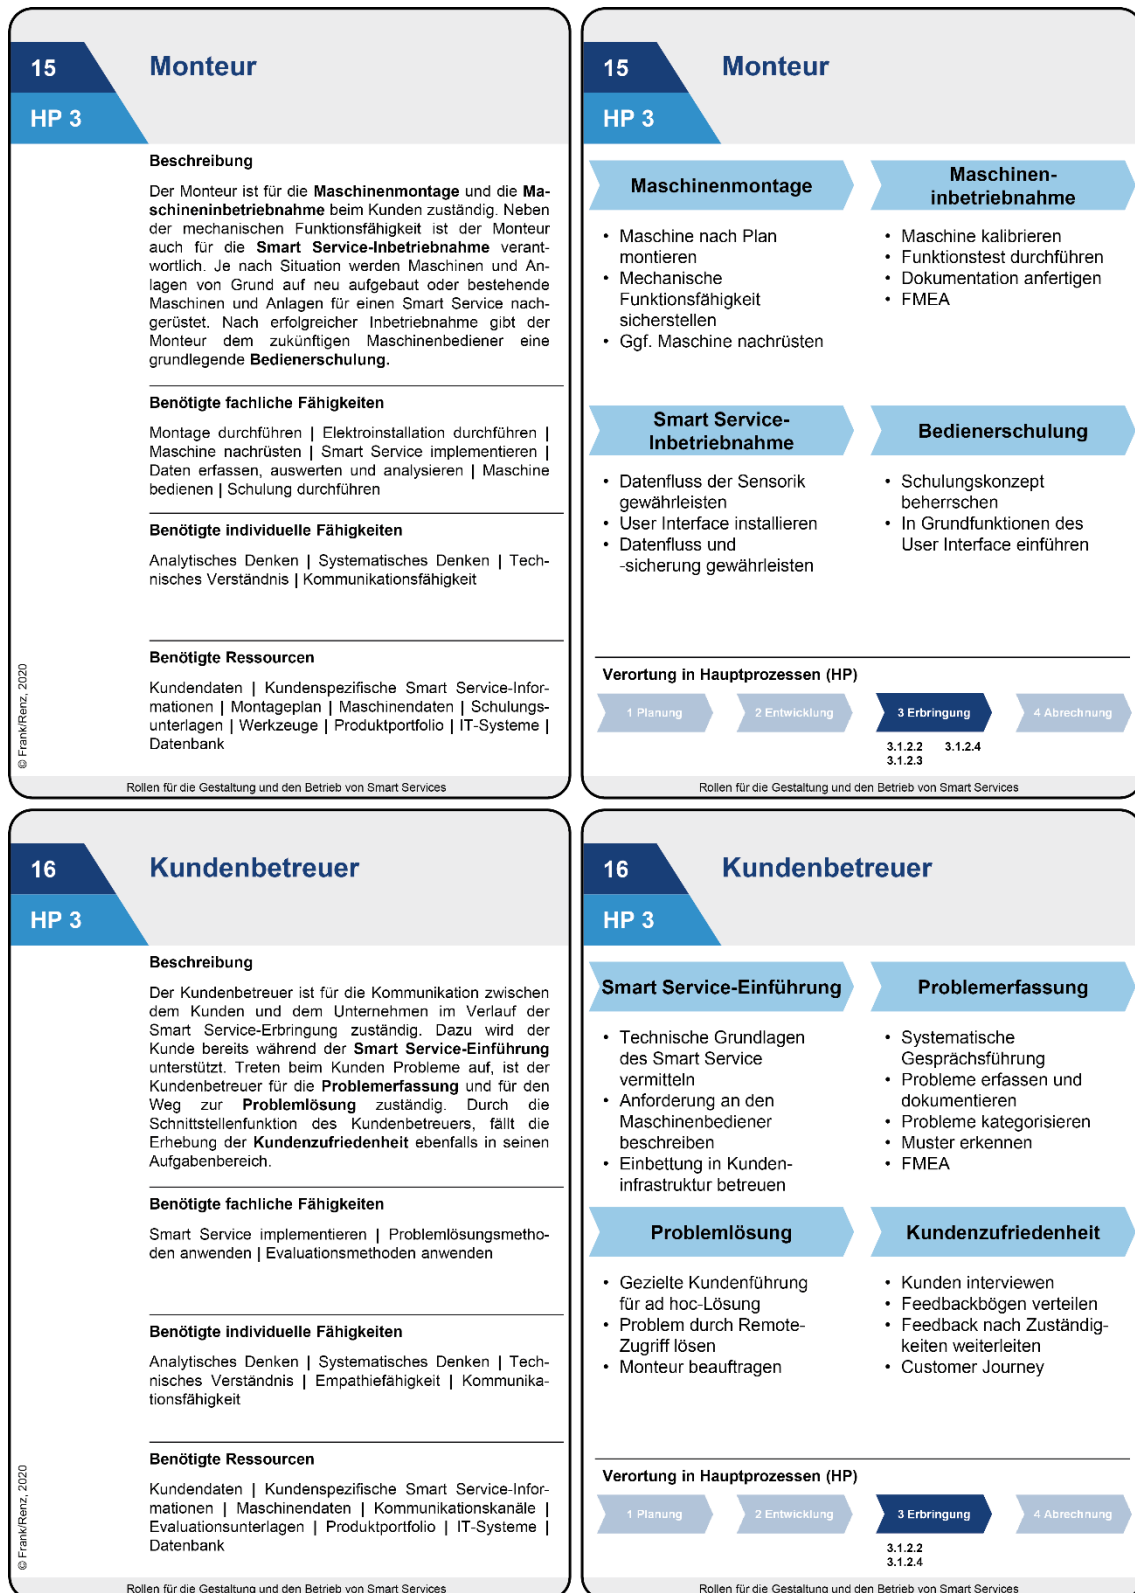 15
Monteur
HP 3
Beschreibung
Der Monteur ist für die Maschinenmontage und die Ma-
schineninbetriebnahme beim Kunden zuständig. Neben
der mechanischen Funktionsfähigkeit ist der Monteur
auch für die Smart Service-Inbetriebnahme verant-
wortlich. Je nach Situation werden Maschinen und An-
lagen von Grund auf neu aufgebaut oder bestehende
Maschinen und Anlagen für einen Smart Service nach-
gerüstet. Nach erfolgreicher Inbetriebnahme gibt der
Monteur dem zukünftigen Maschinenbediener eine
grundlegende Bedienerschulung.
Benötigte fachliche Fähigkeiten
Montage durchführen | Elektroinstallation durchführen |
Maschine nachrüsten | Smart Service implementieren |
Daten erfassen, auswerten und analysieren | Maschine
bedienen | Schulung durchführen
Benötigte individuelle Fähigkeiten
Analytisches Denken | Systematisches Denken | Tech-
nisches Verständnis | Kommunikationsfähigkeit
Benötigte Ressourcen
Kundendaten | Kundenspezifische Smart Service-Infor-
mationen | Montageplan | Maschinendaten | Schulungs-
unterlagen | Werkzeuge | Produktportfolio | IT-Systeme |
Datenbank
© Frank/Renz, 2020
Rollen für die Gestaltung und den Betrieb von Smart Services
15
Monteur
HP 3
Maschinenmontage
• Maschine nach Plan
montieren
• Mechanische
Funktionsfähigkeit
sicherstellen
• Ggf. Maschine nachrüsten
Maschinen-
inbetriebnahme
• Maschine kalibrieren
• Funktionstest durchführen
• Dokumentation anfertigen
• FMEA
Smart Service-
Inbetriebnahme
• Datenfluss der Sensorik
gewährleisten
• User Interface installieren
• Datenfluss und
-sicherung gewährleisten
Bedienerschulung
• Schulungskonzept
beherrschen
• In Grundfunktionen des
User Interface einführen
Verortung in Hauptprozessen (HP)
1 Planung
2 Entwicklung
3 Erbringung
4 Abrechnung
3.1.2.2 3.1.2.4
3.1.2.3
Rollen für die Gestaltung und den Betrieb von Smart Services
16
Kundenbetreuer
HP 3
Beschreibung
Der Kundenbetreuer ist für die Kommunikation zwischen
dem Kunden und dem Unternehmen im Verlauf der
Smart Service-Erbringung zuständig. Dazu wird der
Kunde bereits während der Smart Service-Einführung
unterstützt. Treten beim Kunden Probleme auf, ist der
Kundenbetreuer für die Problemerfassung und für den
Weg zur Problemlösung zuständig. Durch die
Schnittstellenfunktion des Kundenbetreuers, fällt die
Erhebung der Kundenzufriedenheit ebenfalls in seinen
Aufgabenbereich.
Benötigte fachliche Fähigkeiten
Smart Service implementieren | Problemlösungsmetho-
den anwenden | Evaluationsmethoden anwenden
Benötigte individuelle Fähigkeiten
Analytisches Denken | Systematisches Denken | Tech-
nisches Verständnis | Empathiefähigkeit | Kommunika-
tionsfähigkeit
Benötigte Ressourcen
Kundendaten | Kundenspezifische Smart Service-Infor-
mationen | Maschinendaten | Kommunikationskanäle |
Evaluationsunterlagen | Produktportfolio | IT-Systeme |
Datenbank
© Frank/Renz, 2020
Rollen für die Gestaltung und den Betrieb von Smart Services
16
Kundenbetreuer
HP 3
Smart Service-Einführung
• Technische Grundlagen
des Smart Service
vermitteln
• Anforderung an den
Maschinenbediener
beschreiben
• Einbettung in Kunden-
infrastruktur betreuen
Problemerfassung
• Systematische
Gesprächsführung
• Probleme erfassen und
dokumentieren
• Probleme kategorisieren
• Muster erkennen
• FMEA
Problemlösung
• Gezielte Kundenführung
für ad hoc-Lösung
• Problem durch Remote-
Zugriff lösen
• Monteur beauftragen
Kundenzufriedenheit
• Kunden interviewen
• Feedbackbögen verteilen
• Feedback nach Zuständig-
keiten weiterleiten
• Customer Journey
Verortung in Hauptprozessen (HP)
1 Planung
2 Entwicklung
3 Erbringung
4 Abrechnung
3.1.2.2
3.1.2.4
Rollen für die Gestaltung und den Betrieb von Smart Services